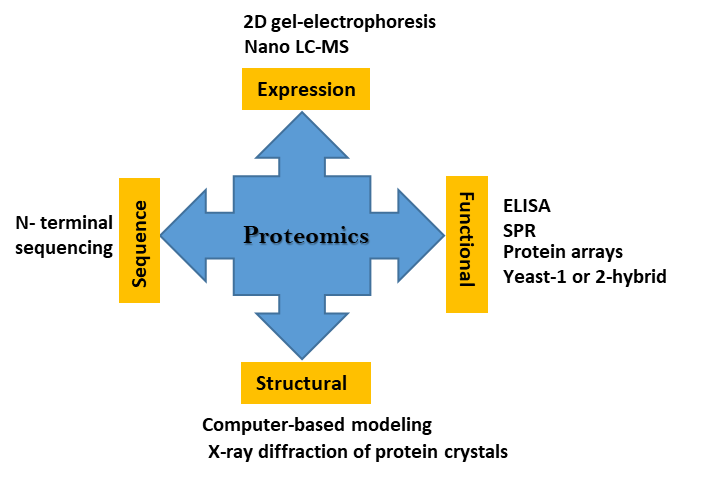 2D gel-electrophoresis
Nano LC-MS
Expression
N- terminal
sequencing
Sequence
Proteomics
Functional
ELISA
SPR
Protein arrays
Yeast-1 or 2-hybrid
Structural
Computer-based modeling
X-ray diffraction of protein crystals